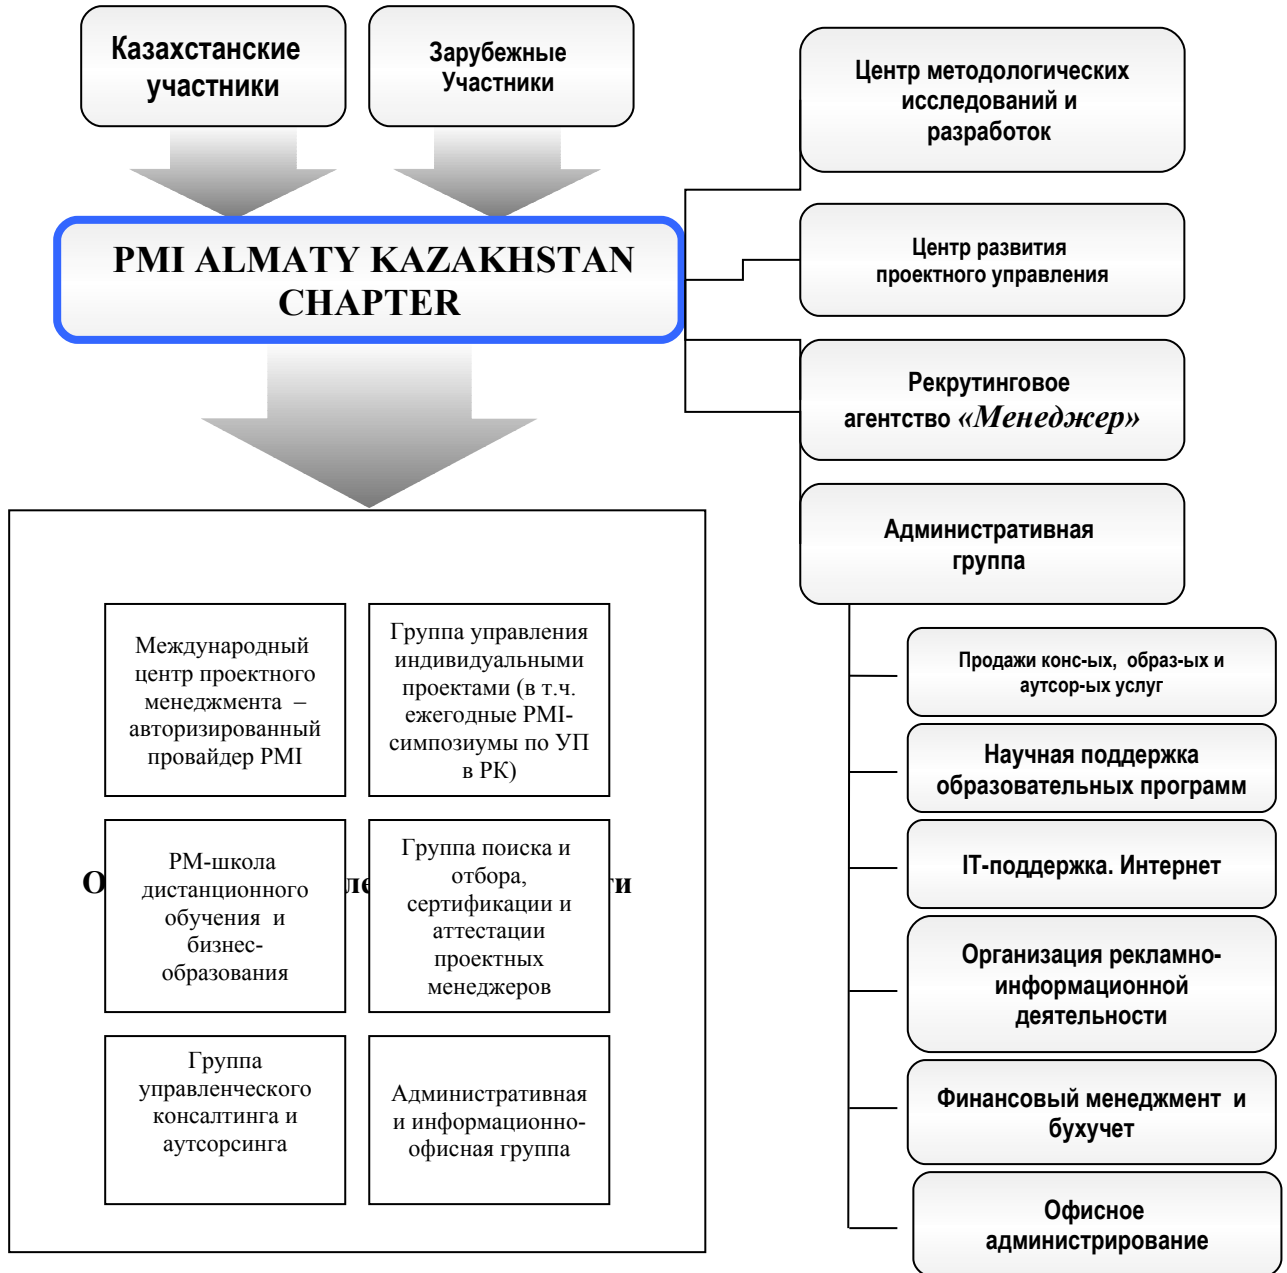 Казахстанские
участники
Зарубежные
Участники
PMI ALMATY KAZAKHSTAN
CHAPTER
Центр методологических
исследований и
разработок
Центр развития
проектного управления
Рекрутинговое
агентство «Менеджер»
Административная
группа
Международный
центр проектного
менеджмента –
авторизированный
провайдер PMI
Группа управления
индивидуальными
проектами (в т.ч.
ежегодные PMI-
симпозиумы по УП
в РК)
РМ-школа
дистанционного
обучения и
бизнес-
образования
Группа поиска и
отбора,
сертификации и
аттестации
проектных
менеджеров
Группа
управленческого
консалтинга и
аутсорсинга
Административная
и информационно-
офисная группа
Продажи конс-ых, образ-ых и
аутсор-ых услуг
Научная поддержка
образовательных программ
IT-поддержка. Интернет
Организация рекламно-
информационной
деятельности
Финансовый менеджмент и
бухучет
Офисное
администрирование